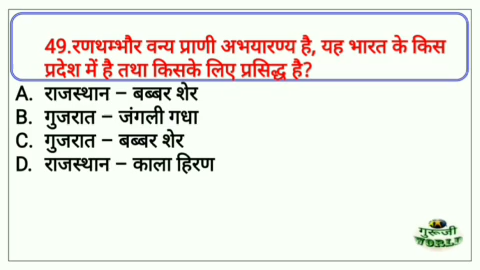 49.रणथम्भौर वन्य प्राणी अभयारण्य है, यह भारत के किस
प्रदेश में है तथा किसके लिए प्रसिद्ध है?
A. राजस्थान – बब्बर शेर
B. गुजरात – जंगली गधा
C. गुजरात – बब्बर शेर
D. राजस्थान – काला हिरण
गुरूजी
WORLD